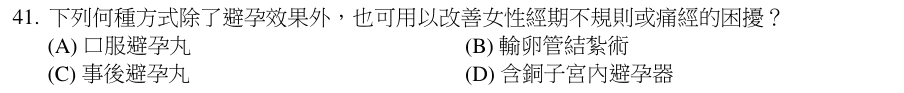 41. 下列何種方式除了避孕效果外，也可用以改善女性經期不規則或痛經的困擾？
(A) 口服避孕丸 (B) 輸卵管結紮術
(C) 事後避孕丸 (D) 含銅子宮內避孕器